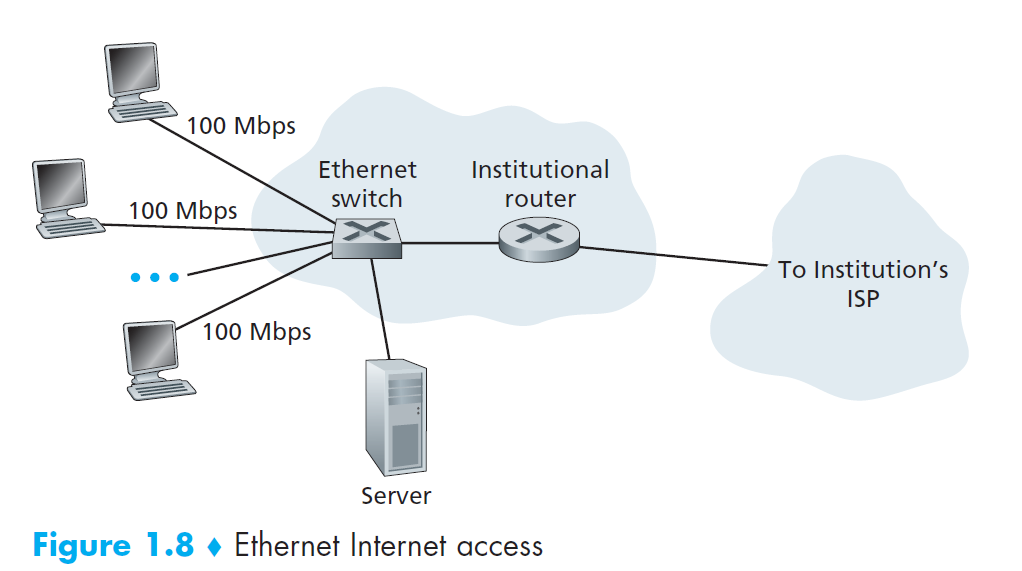 100 Mbps
Ethernet
switch
Institutional
router
100 Mbps
To Institution's
ISP
100 Mbps
Server
Figure 1.8 ♦ Ethernet Internet access